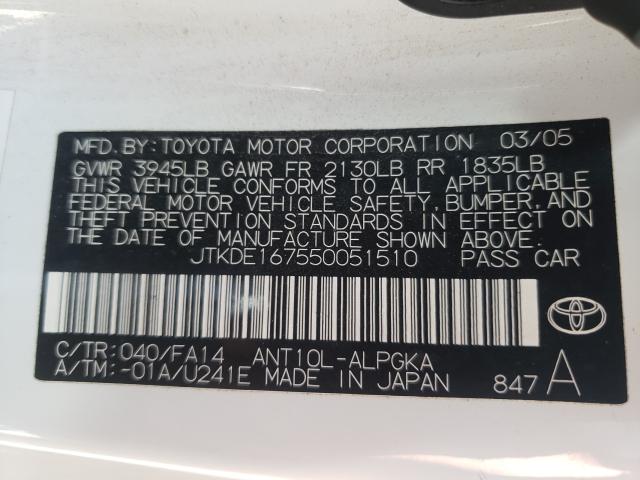 MFD. BY: TOYOTA MOTOR CORPORATION 03/05
GVWR 3945LB GAWR FR 2130LB RR 1835LB
THIS VEHICLE CONFORMS TO ALL APPLICABLE
FEDERAL MOTOR VEHICLE SAFETY, BUMPER, AND
THEFT PREVENTION STANDARDS IN EFFECT ON
THE DATE OF MANUFACTURE SHOWN ABOVE.
JTKDE167550051510 PASS CAR
C/TR: 040/FA14 ANT10L-ALPGKA
A/TM: -01A/U241E MADE IN JAPAN 847 A